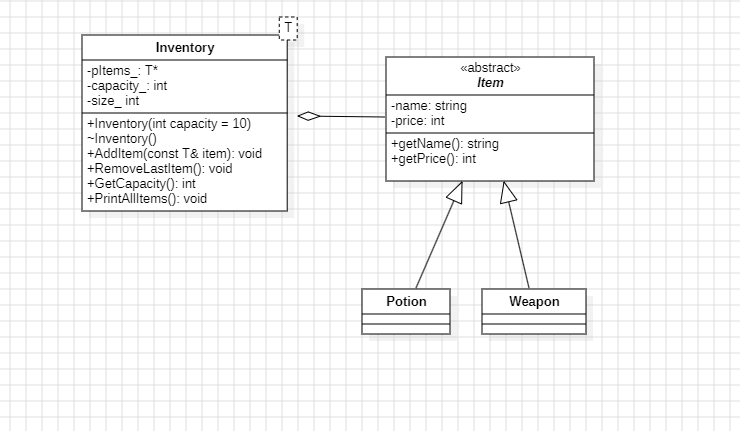 T
Inventory
-pItems_: T*
-capacity_: int
-size_ int
+Inventory(int capacity = 10)
~Inventory()
+AddItem(const T& item): void
+RemoveLastItem(): void
+GetCapacity(): int
+PrintAllItems(): void
«abstract»
Item
-name: string
-price: int
+getName(): string
+getPrice(): int
Potion
Weapon